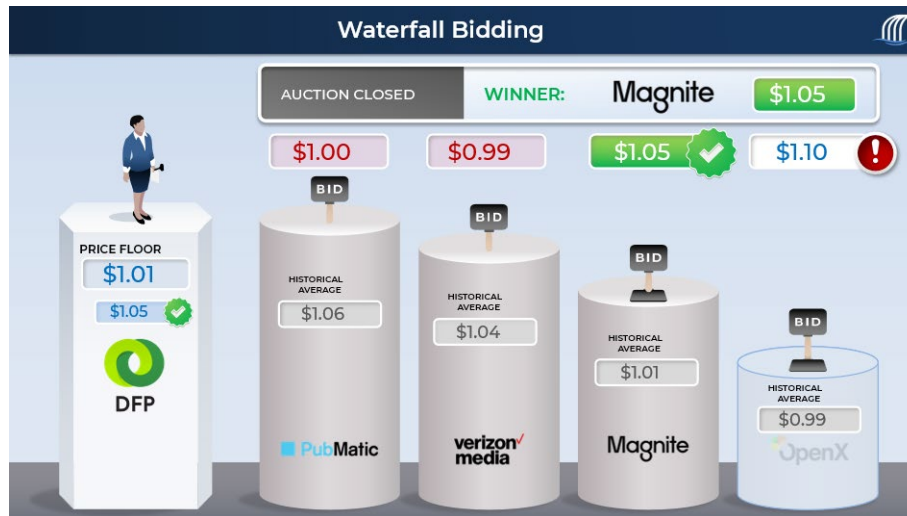 Waterfall Bidding
AUCTION CLOSED WINNER: Magnite $1.05
$1.00 $0.99 $1.05 $1.10 !
BID
BID
BID
BID
PRICE FLOOR
$1.01
$1.05
DFP
HISTORICAL
AVERAGE
$1.06
PubMatic
HISTORICAL
AVERAGE
$1.04
verizon✓
media
HISTORICAL
AVERAGE
$1.01
Magnite
HISTORICAL
AVERAGE
$0.99
OpenX